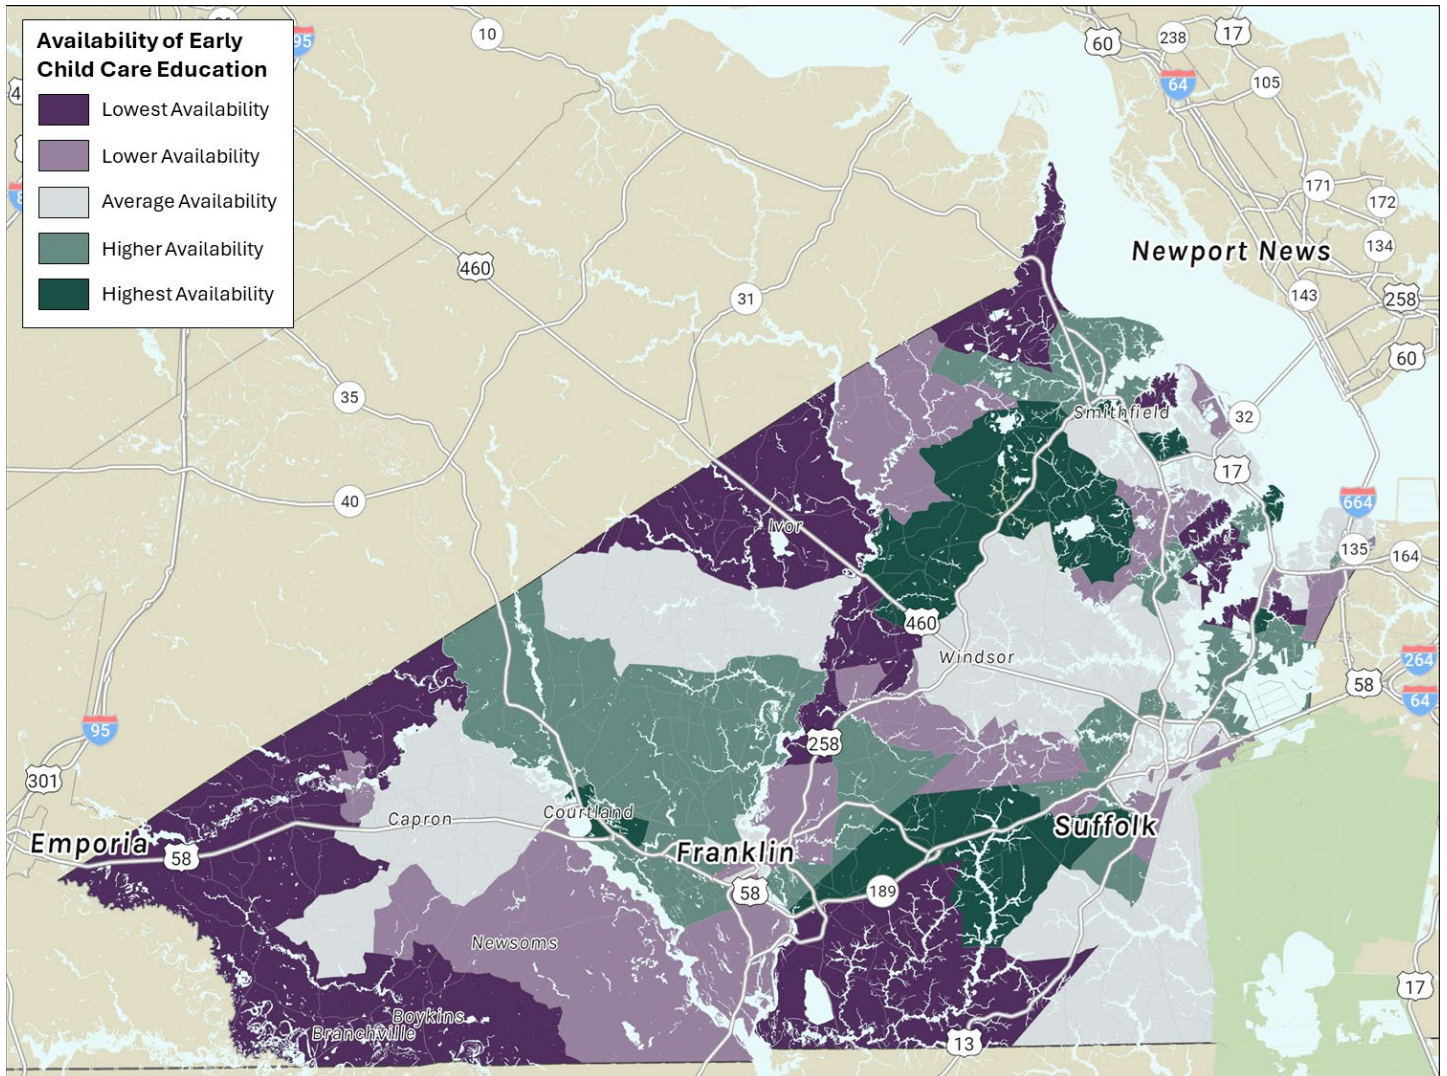 Availability of Early
Child Care Education
Lowest Availability
Lower Availability
Average Availability
Higher Availability
Highest Availability
95
10
60
238
17
64
105
171
172
134
Newport News
460
31
143
258
60
35
Smithfield
32
17
40
Ivor
664
135
164
460
Windsor
264
58
64
95
258
301
Capron
Courtland
Emporia
58
Franklin
Suffolk
58
189
Newsoms
17
Boykins
Branchville
13